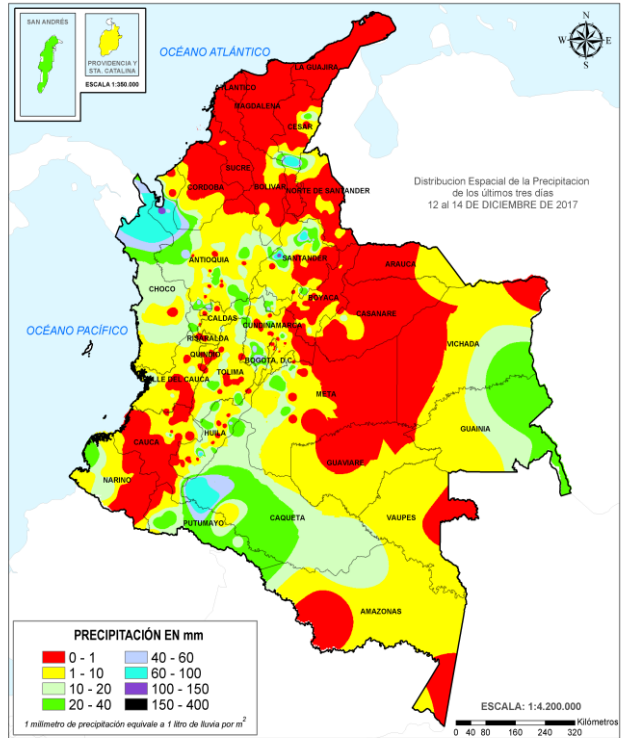 SAN ANDRÉS
PROVIDENCIA Y
STA. CATALINA
ESCALA 1:350.000
OCÉANO ATLÁNTICO
N
W
E
S
LA GUAJIRA
ATLANTICO
MAGDALENA
CESAR
SUCRE
CORDOBA
BOLIVAR
NORTE DE SANTANDER
Distribucion Espacial de la Precipitacion
de los últimos tres días
12 al 14 DE DICIEMBRE DE 2017
ANTIOQUIA
SANTANDER
ARAUCA
CHOCO
BOYACA
CASANARE
OCÉANO PACÍFICO
CALDAS
CUNDINAMARCA
RISARALDA
VICHADA
QUINDIO
BOGOTA, D.C.
TOLIMA
VALLE DEL CAUCA
META
GUAINIA
HUILA
CAUCA
GUAVIARE
NARIÑO
VAUPES
CAQUETA
PUTUMAYO
AMAZONAS
PRECIPITACIÓN EN mm
0 - 1
40 - 60
1 - 10
60 - 100
10 - 20
100 - 150
20 - 40
150 - 400
1 milímetro de precipitación equivale a 1 litro de lluvia por m2
ESCALA: 1:4.200.000
Kilómetros
0 40 80 160 240 320